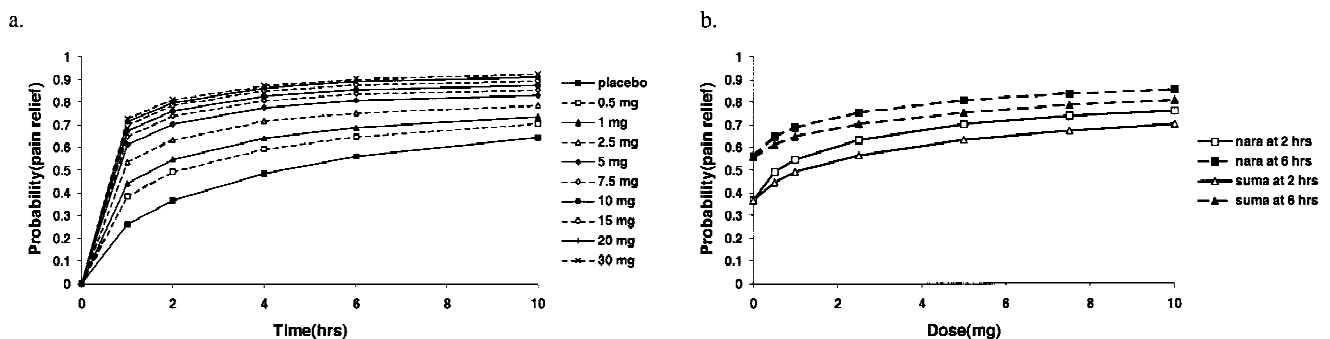 a.
Probability(pain relief)
1
0.9
0.8
0.7
0.6
0.5
0.4
0.3
0.2
0.1
0
0
2
4
6
8
10
Time(hrs)
placebo
0.5 mg
1 mg
2.5 mg
5 mg
7.5 mg
10 mg
15 mg
20 mg
30 mg
b.
Probability(pain relief)
1
0.9
0.8
0.7
0.6
0.5
0.4
0.3
0.2
0.1
0
0
2
4
6
8
10
Dose(mg)
nara at 2 hrs
nara at 6 hrs
suma at 2 hrs
suma at 6 hrs